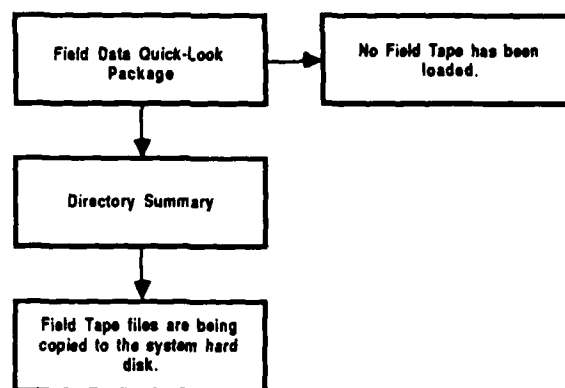 Field Data Quick-Look
Package
No Field Tape has been
loaded.
Directory Summary
Field Tape files are being
copied to the system hard
disk.